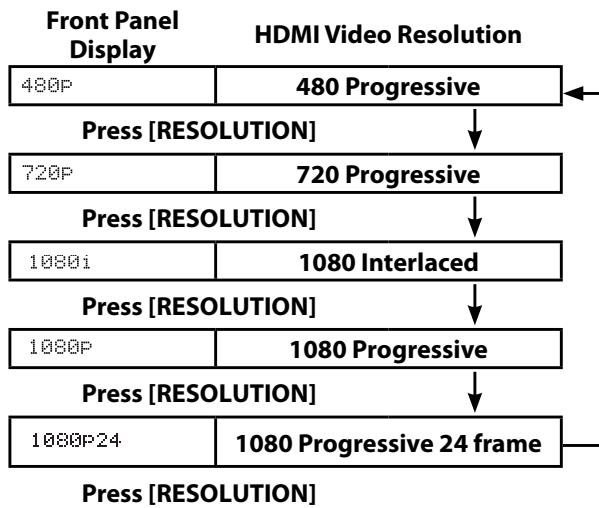 Front Panel
Display
HDMI Video Resolution
480p 480 Progressive
Press [RESOLUTION]
720p 720 Progressive
Press [RESOLUTION]
1080i 1080 Interlaced
Press [RESOLUTION]
1080p 1080 Progressive
Press [RESOLUTION]
1080p24 1080 Progressive 24 frame
Press [RESOLUTION]